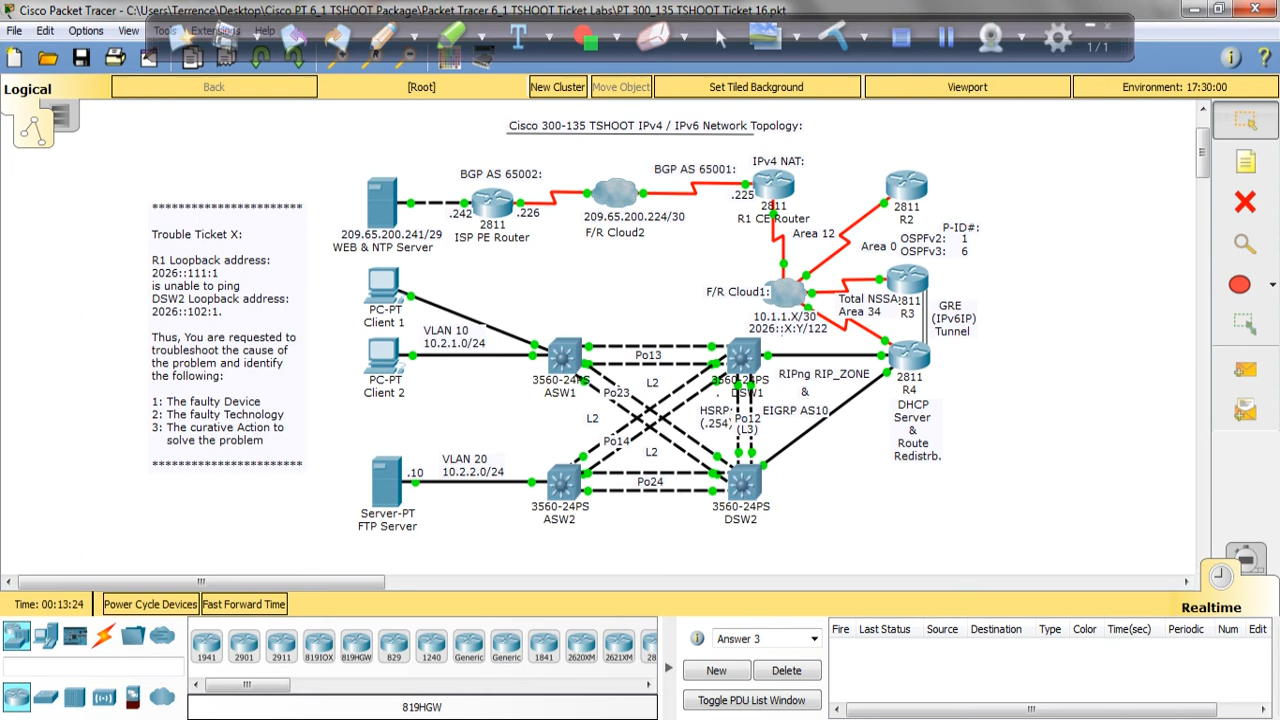 Cisco Packet Tracer - C:\Users\Terrence\Desktop\Cisco PT 6_1 TSHOOT Package\Packet Tracer 6_1 TSHOOT Ticket Labs\PT 300_135 TSHOOT Ticket 16.pkt
File Edit Options View Tools Extensions Help
1/1
Logical
Back
[Root]
New Cluster
Move Object
Set Tiled Background
Viewport
Environment: 17:30:00
Cisco 300-135 TSHOOT IPv4 / IPv6 Network Topology:
BGP AS 65002:
BGP AS 65001:
IPv4 NAT:
.242
.226
.225
2811
ISP PE Router
209.65.200.224/30
F/R Cloud2
2811
R1 CE Router
2811
R2
209.65.200.241/29
WEB & NTP Server
Area 12
Area 0
P-ID#:
OSPFv2: 1
OSPFv3: 6
***********************
Trouble Ticket X:
R1 Loopback address:
2026::111:1
is unable to ping
DSW2 Loopback address:
2026::102:1.
Thus, You are requested to
troubleshoot the cause of
the problem and identify
the following:
1: The faulty Device
2: The faulty Technology
3: The curative Action to
solve the problem
***********************
F/R Cloud1:
10.1.1.X/30
2026::X:Y/122
Total NSSA:
Area 34
2811
R3
GRE
(IPv6IP)
Tunnel
PC-PT
Client 1
VLAN 10
10.2.1.0/24
PC-PT
Client 2
3560-24PS
ASW1
Po13
3560-24PS
DSW1
L2
Po23
L2
Po14
L2
Po24
HSRP:
(.254)
Po12
(L3)
RIPng RIP_ZONE
&
EIGRP AS10
2811
R4
DHCP
Server
&
Route
Redistrb.
.10
VLAN 20
10.2.2.0/24
Server-PT
FTP Server
3560-24PS
ASW2
3560-24PS
DSW2
Time: 00:13:24
Power Cycle Devices
Fast Forward Time
Realtime
1941
2901
2911
819IOX
819HGW
829
1240
Generic
Generic
1841
2620XM
2621XM
28
819HGW
Answer 3
New
Delete
Toggle PDU List Window
Fire Last Status Source Destination Type Color Time(sec) Periodic Num Edit